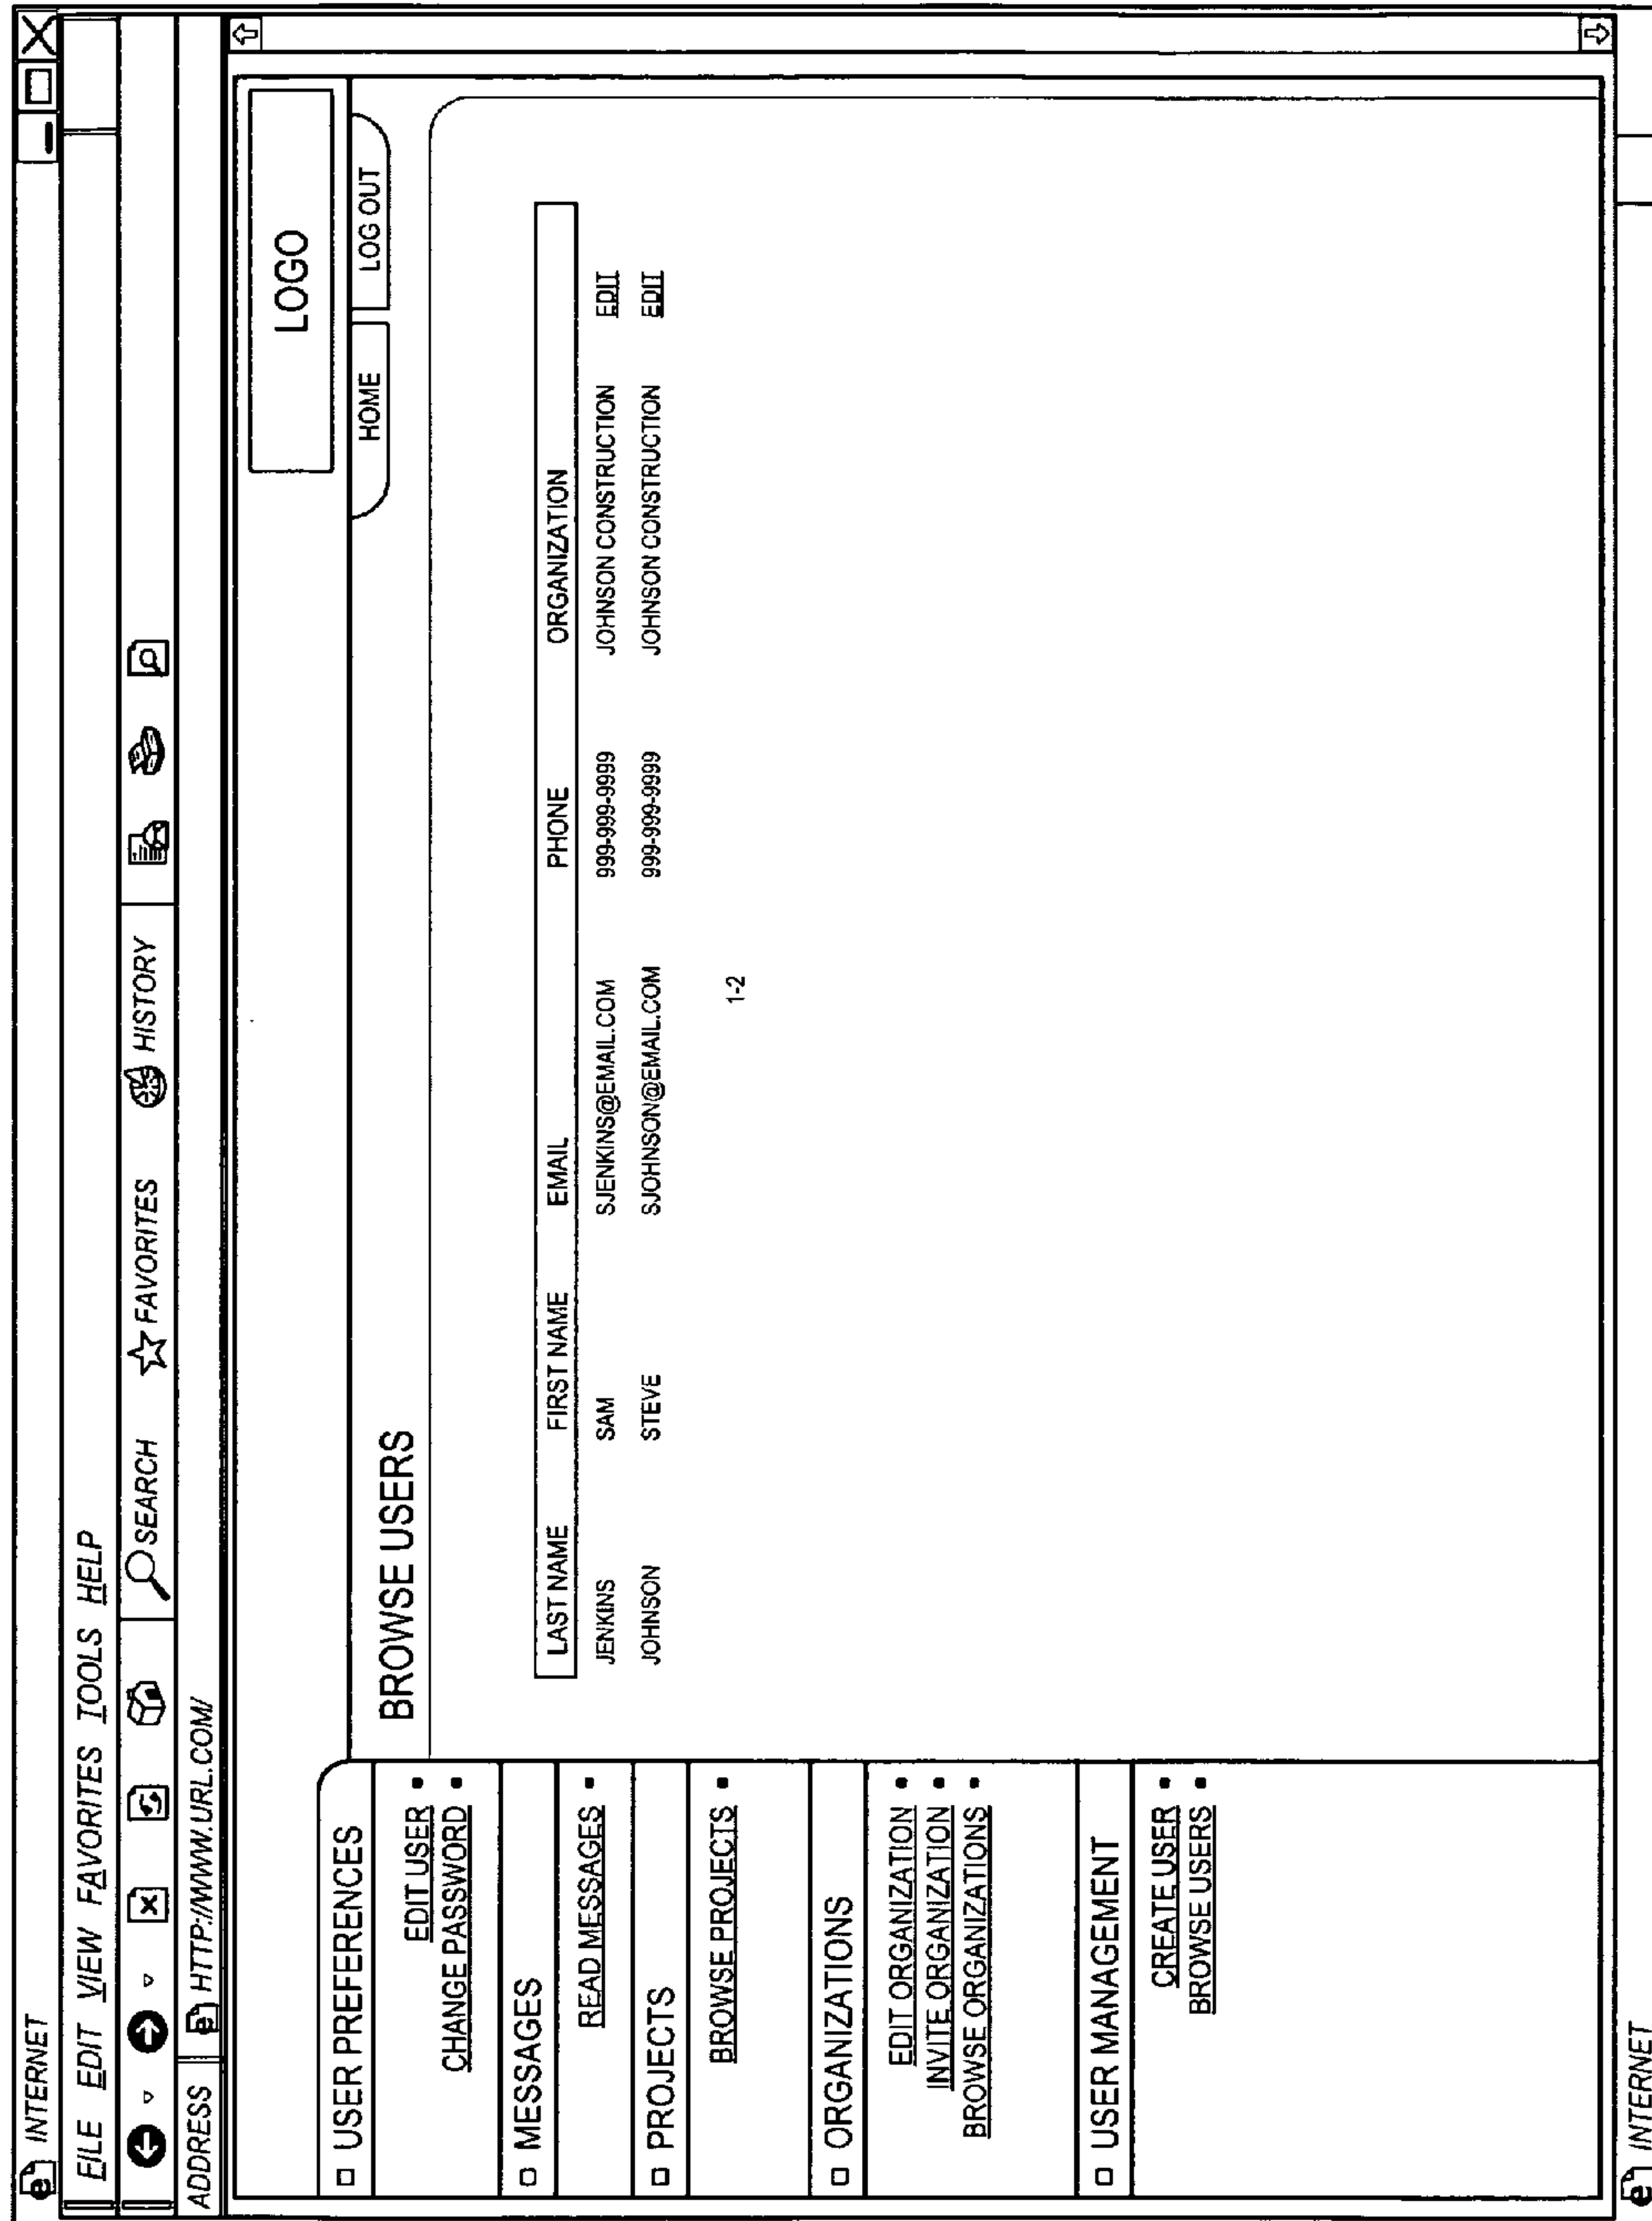 INTERNET
FILE EDIT VIEW FAVORITES TOOLS HELP
SEARCH FAVORITES HISTORY
ADDRESS HTTP://WWW.URL.COM/
LOGO
HOME LOG OUT
USER PREFERENCES
EDIT USER
CHANGE PASSWORD
MESSAGES
READ MESSAGES
PROJECTS
BROWSE PROJECTS
ORGANIZATIONS
EDIT ORGANIZATION
INVITE ORGANIZATION
BROWSE ORGANIZATIONS
USER MANAGEMENT
CREATE USER
BROWSE USERS
BROWSE USERS
LAST NAME FIRST NAME EMAIL PHONE ORGANIZATION
JENKINS SAM SJENKINS@EMAIL.COM 999-999-9999 JOHNSON CONSTRUCTION EDIT
JOHNSON STEVE SJOHNSON@EMAIL.COM 999-999-9999 JOHNSON CONSTRUCTION EDIT
1-2
INTERNET